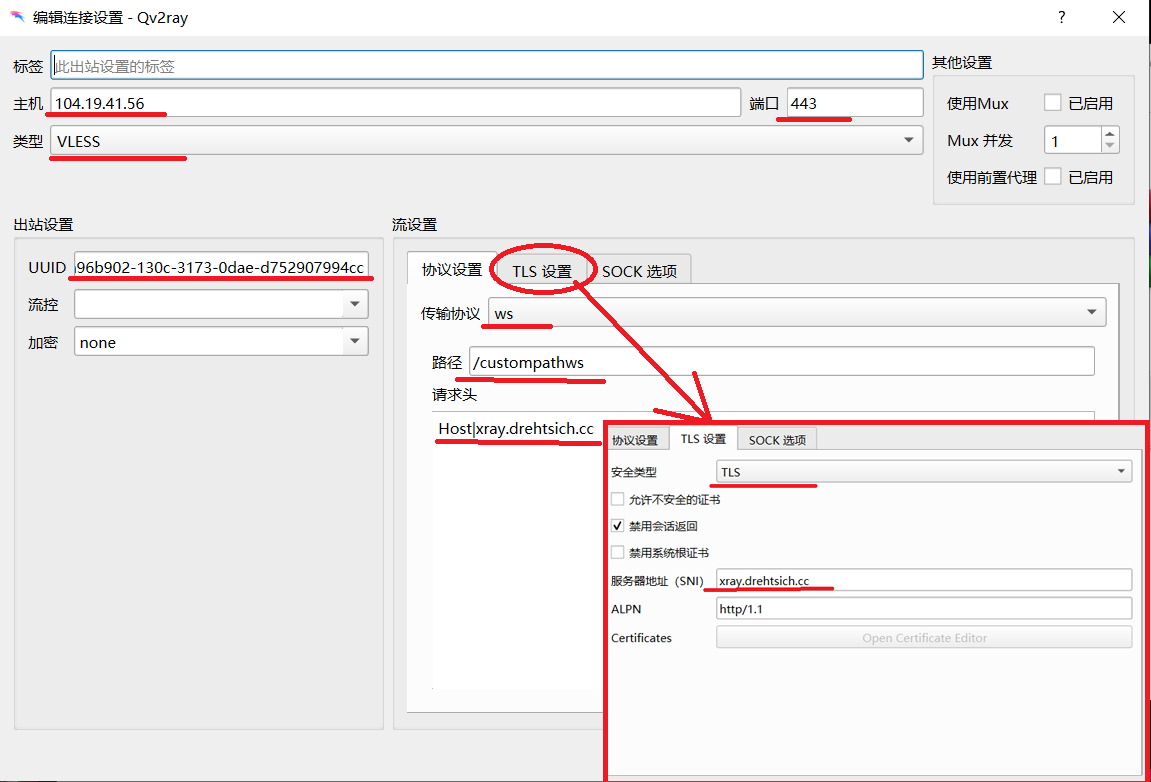 编辑连接设置 - Qv2ray
?
标签 此出站设置的标签
主机 104.19.41.56 端口 443
类型 VLESS
其他设置
使用Mux 已启用
Mux 并发 1
使用前置代理 已启用
出站设置
UUID 96b902-130c-3173-0dae-d752907994cc
流控
加密 none
流设置
协议设置 TLS 设置 SOCK 选项
传输协议 ws
路径 /custompathws
请求头
Host|xray.drehtsich.cc
协议设置 TLS 设置 SOCK 选项
安全类型 TLS
允许不安全的证书
禁用会话返回
禁用系统根证书
服务器地址（SNI） xray.drehtsich.cc
ALPN http/1.1
Certificates Open Certificate Editor